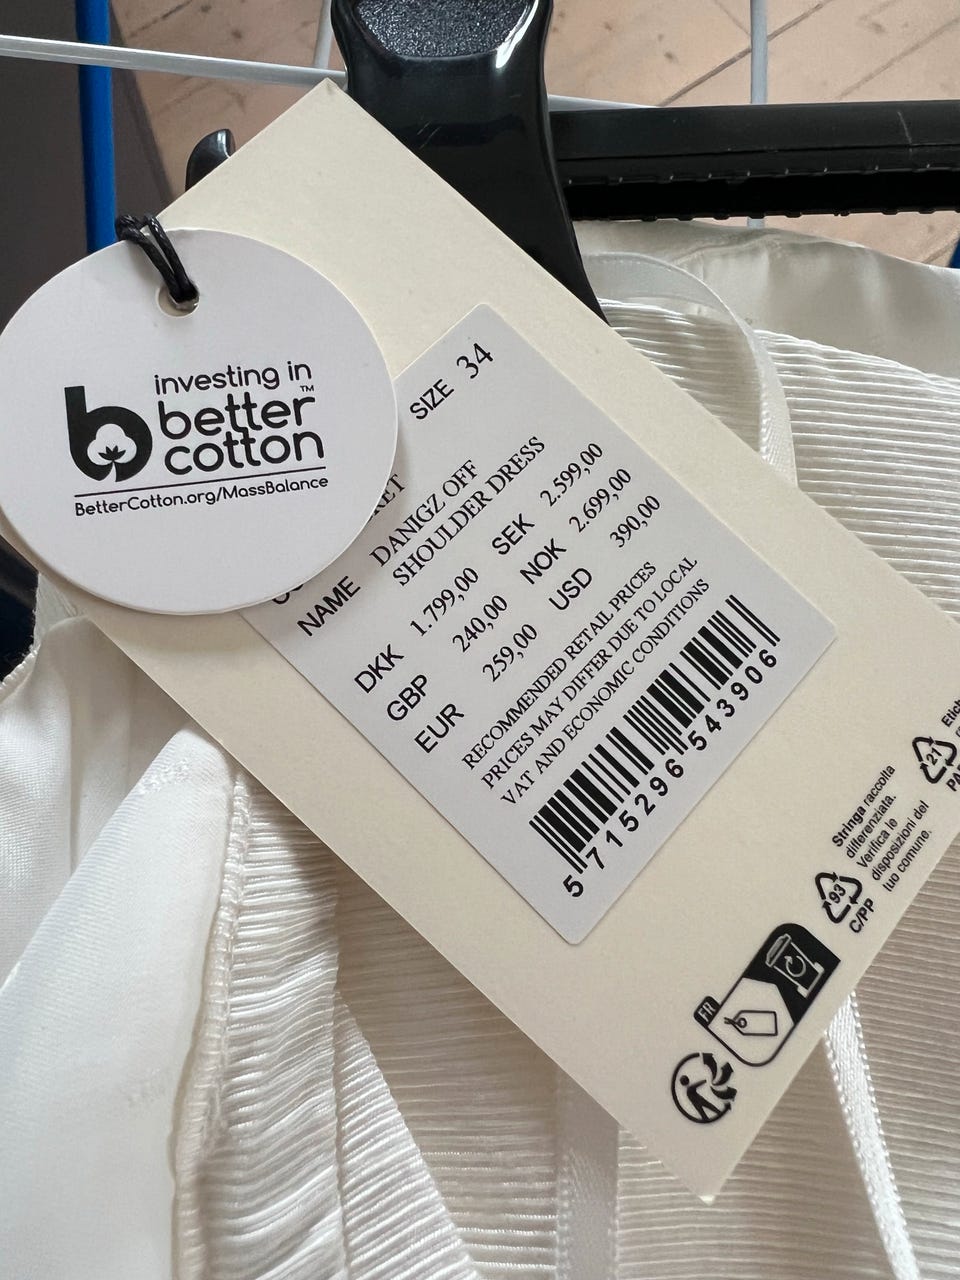 investing in
better™
cotton
BetterCotton.org/MassBalance
SIZE 34
NAME DANIGZ OFF
SHOULDER DRESS
DKK 1.799,00 SEK 2.599,00
GBP 240,00 NOK 2.699,00
EUR 259,00 USD 390,00
RECOMMENDED RETAIL PRICES
PRICES MAY DIFFER DUE TO LOCAL
VAT AND ECONOMIC CONDITIONS
5 715296 543906
FR
93
C/PP
Stringa raccolta
differenziata.
Verifica le
disposizioni del
tuo comune.
21